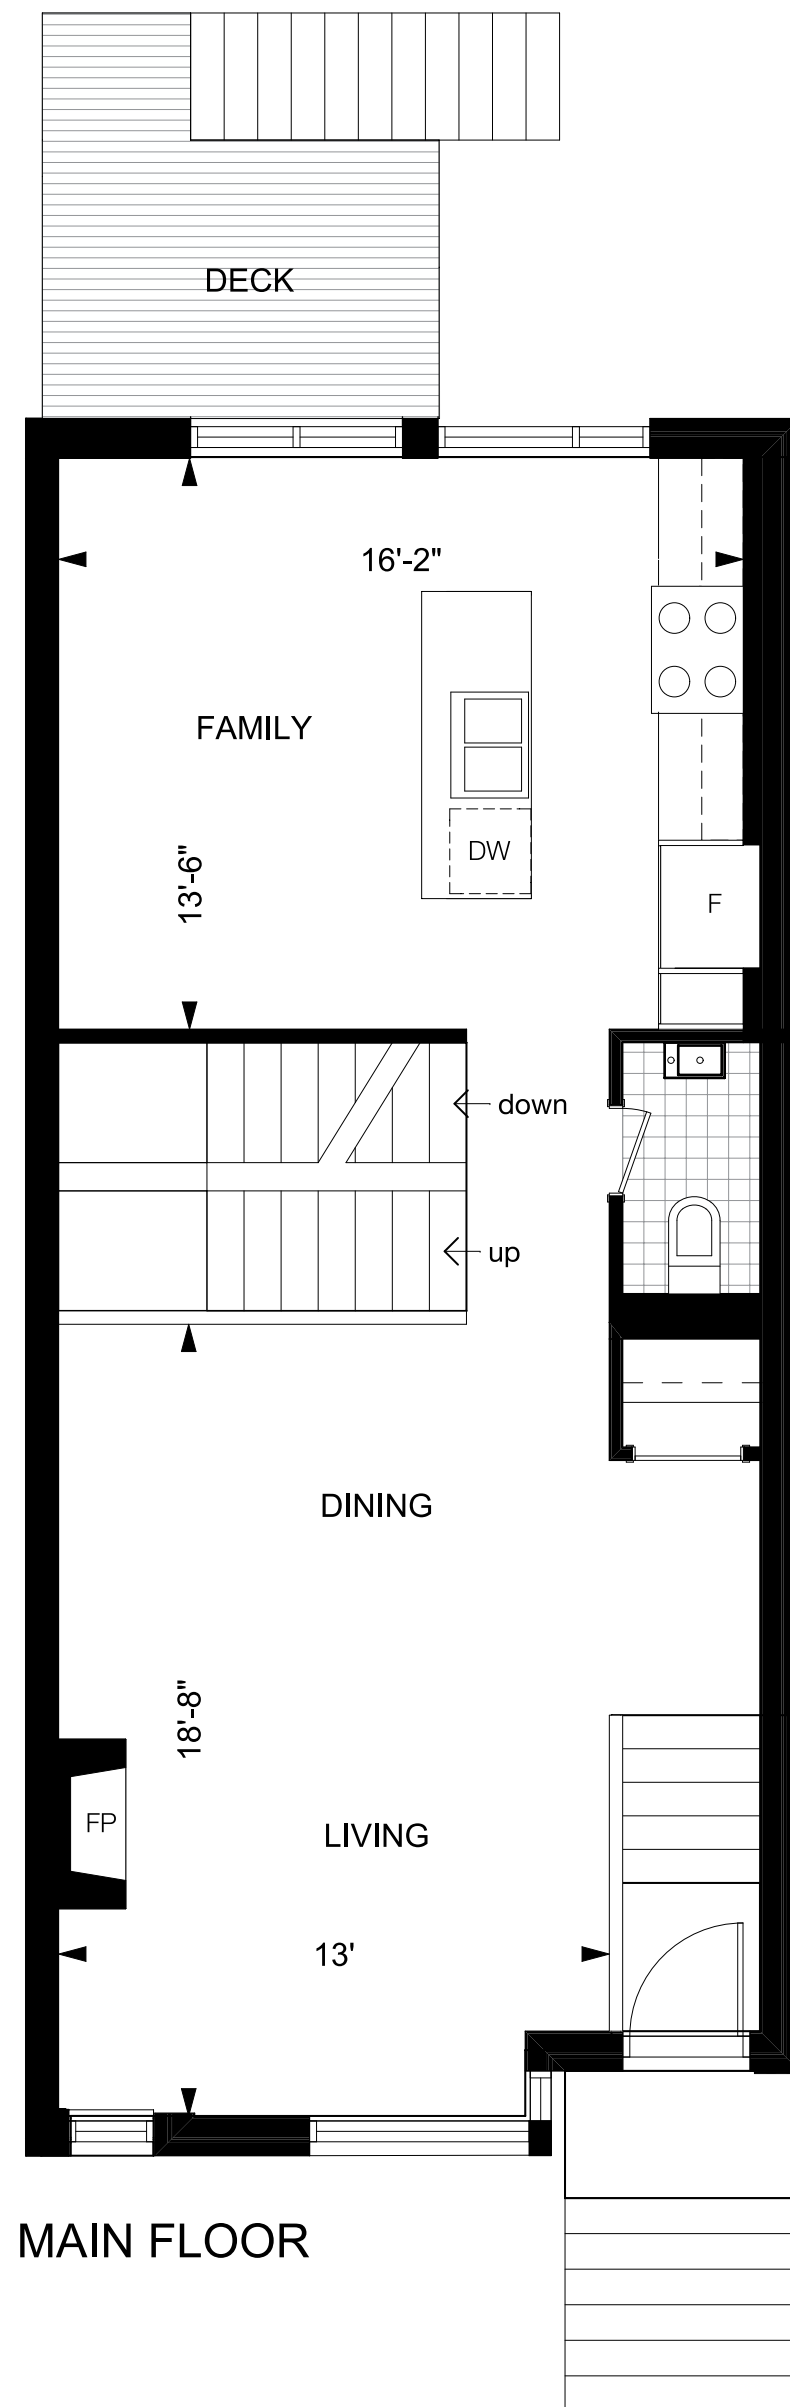 DECK
16'-2"
FAMILY
13'-6"
DW
F
down
up
DINING
18'-8"
FP
LIVING
13'
MAIN FLOOR